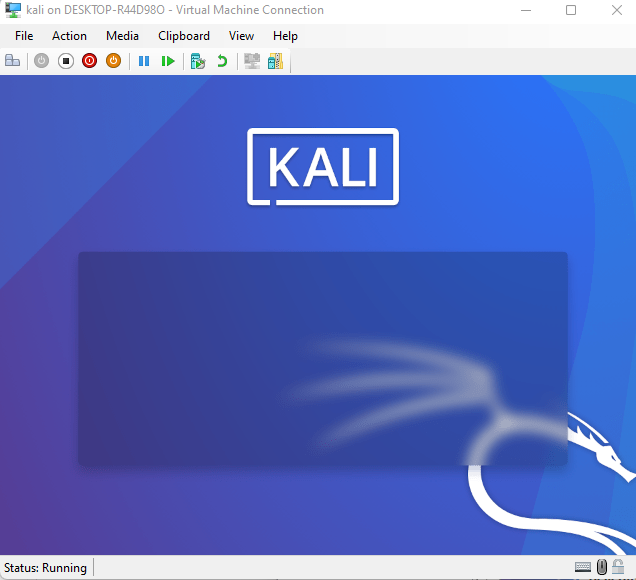 kali on DESKTOP-R44D98O - Virtual Machine Connection
File Action Media Clipboard View Help
KALI
Status: Running